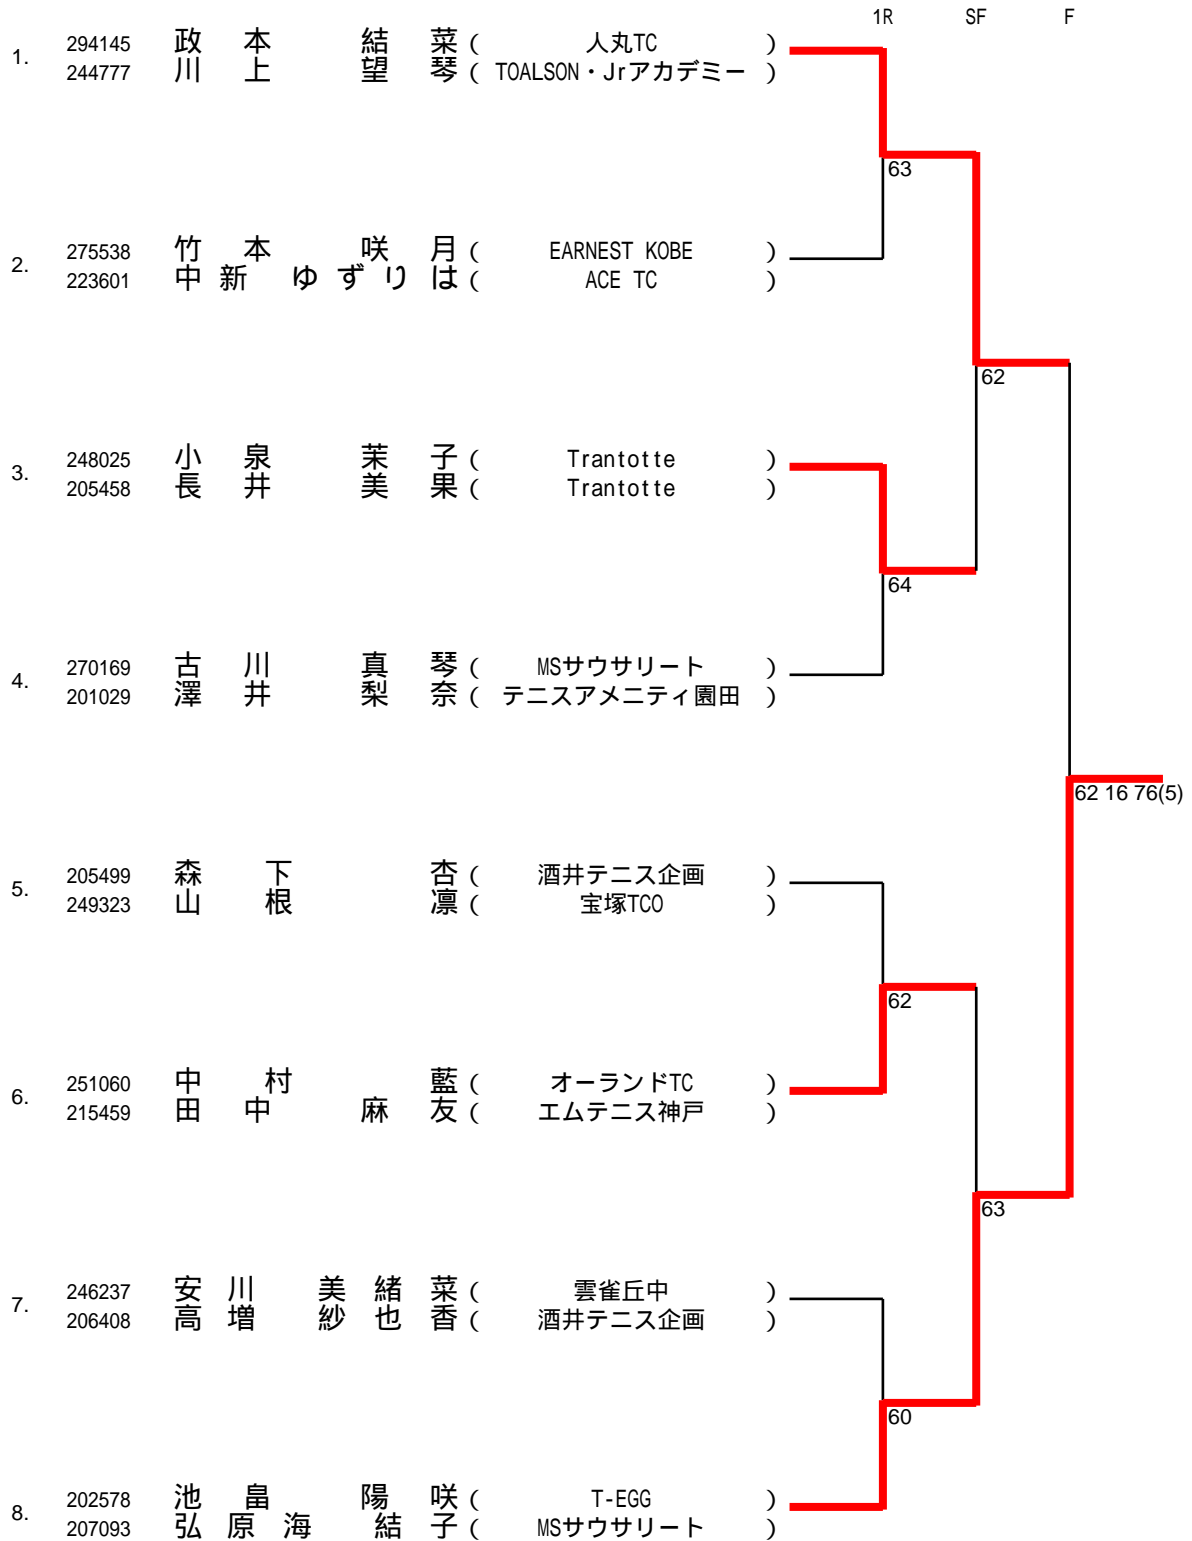 1R SF F
1. 294145 政本 結菜 ( 人丸TC )
244777 川上 望琴 ( TOALSON・Jrアカデミー )
63
2. 275538 竹本 咲月 ( EARNEST KOBE )
223601 中新 ゆずりは ( ACE TC )
62
3. 248025 小泉 茉子 ( Trantotte )
205458 長井 美果 ( Trantotte )
64
4. 270169 古川 真琴 ( MSサウサリート )
201029 澤井 梨奈 ( テニスアメニティ園田 )
62 16 76(5)
5. 205499 森下 杏 ( 酒井テニス企画 )
249323 山根 凛 ( 宝塚TCO )
62
6. 251060 中村 藍 ( オーランドTC )
215459 田中 麻友 ( エムテニス神戸 )
63
7. 246237 安川 美緒菜 ( 雲雀丘中 )
206408 高増 紗也香 ( 酒井テニス企画 )
60
8. 202578 池畠 陽咲 ( T-EGG )
207093 弘原海 結子 ( MSサウサリート )